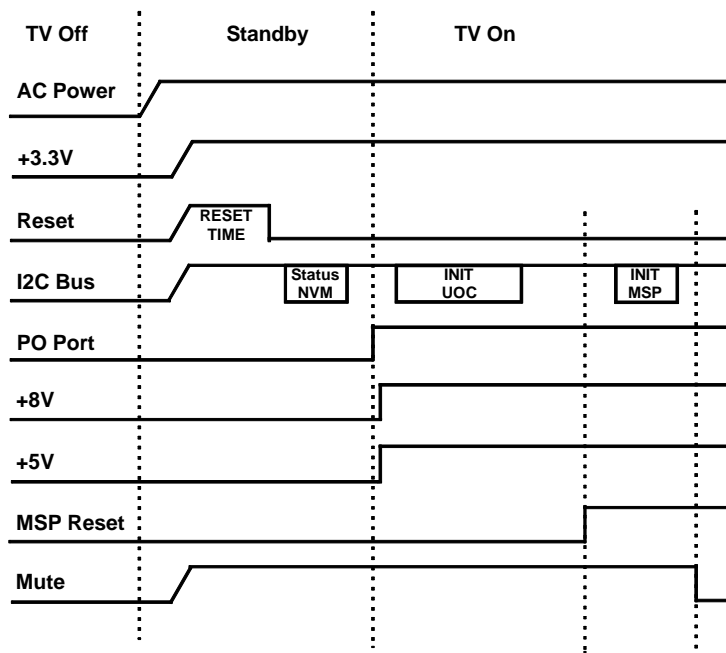 TV Off Standby TV On
AC Power
+3.3V
Reset
RESET
TIME
I2C Bus
Status
NVM
INIT
UOC
INIT
MSP
PO Port
+8V
+5V
MSP Reset
Mute